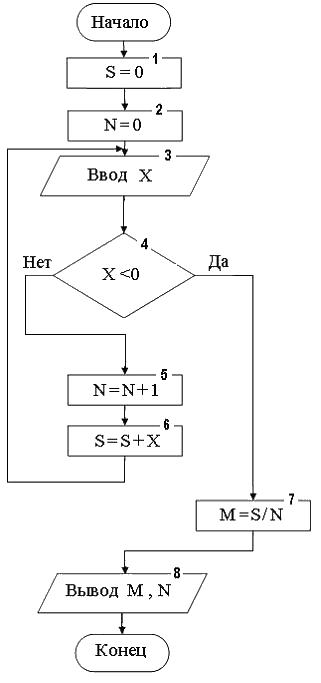 Начало
1
S = 0
2
N=0
3
Ввод X
4
Нет
X <0
Да
5
N=N+1
6
S=S+X
7
M=S/N
8
Вывод M , N
Конец